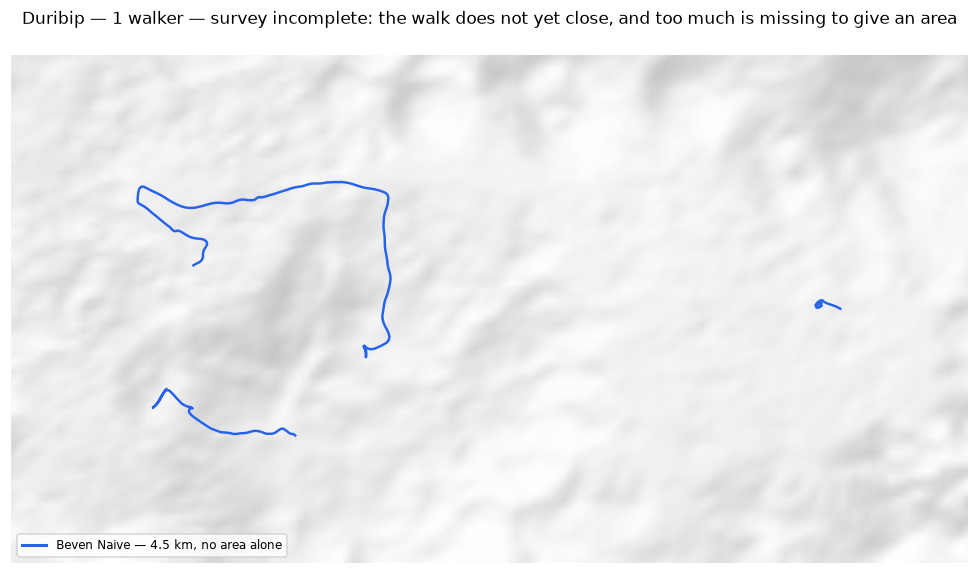 Duribip — 1 walker — survey incomplete: the walk does not yet close, and too much is missing to give an area
Beven Naive — 4.5 km, no area alone